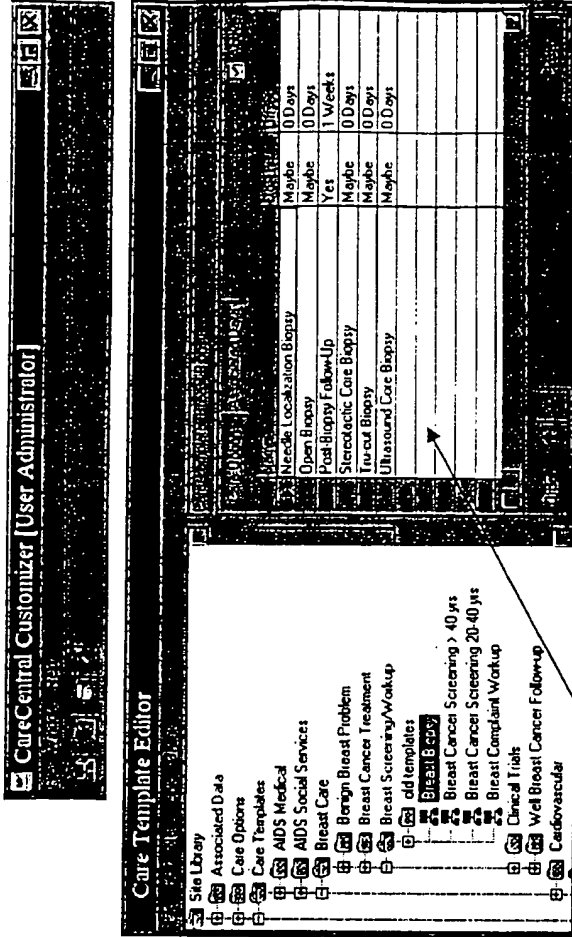 CareCentral Customizer [User Administrator]
Care Template Editor
Site Library
Associated Data
Care Options
Care Templates
AIDS Medical
AIDS Social Services
Breast Care
Benign Breast Problem
Breast Cancer Treatment
Breast Screening/Workup
old templates
Breast Biopsy
Breast Cancer Screening > 40 yrs
Breast Cancer Screening 20-40 yrs
Breast Complaint Workup
Clinical Trials
Well Breast Cancer Follow-up
Cardiovascular
Needle Localization Biopsy Maybe 0 Days
Open Biopsy Maybe 0 Days
Post-Biopsy Follow-Up Yes 1 Weeks
Stereotactic Core Biopsy Maybe 0 Days
Tru-cut Biopsy Maybe 0 Days
Ultrasound Core Biopsy Maybe 0 Days